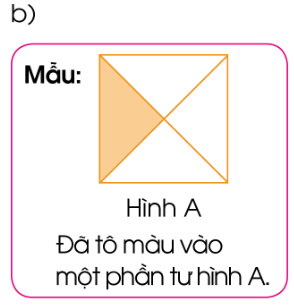 b)
Mẫu:
Hình A
Đã tô màu vào
một phần tư hình A.